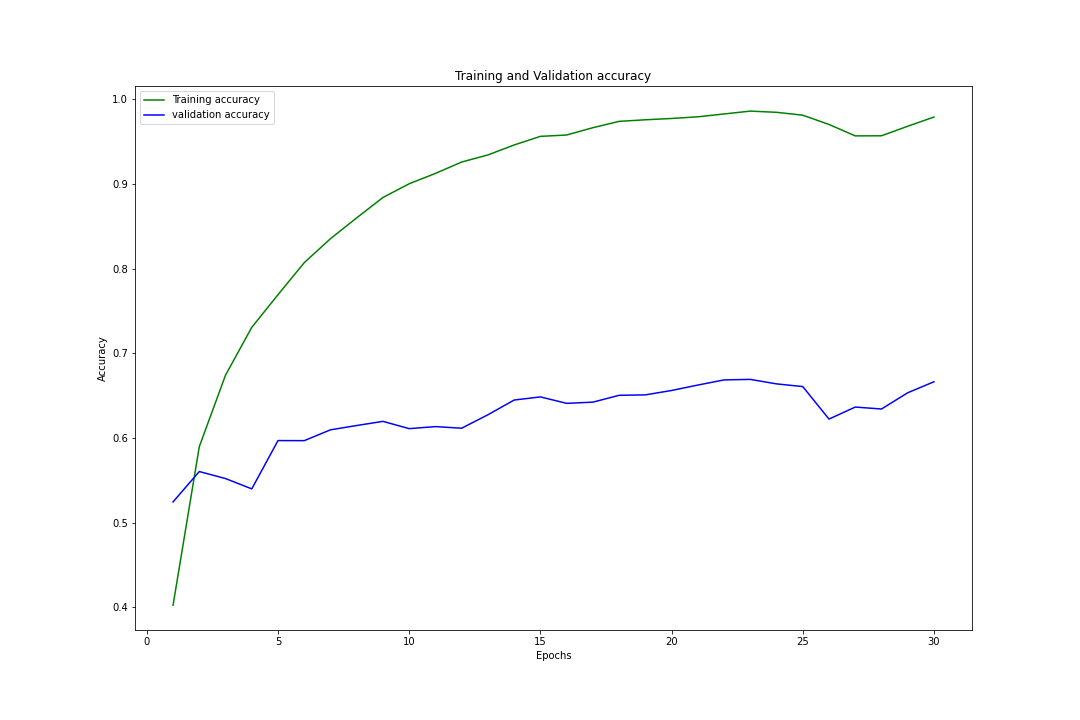 Training and Validation accuracy
Training accuracy
validation accuracy
1.0
0.9
0.8
0.7
0.6
0.5
0.4
Accuracy
0 5 10 15 20 25 30
Epochs